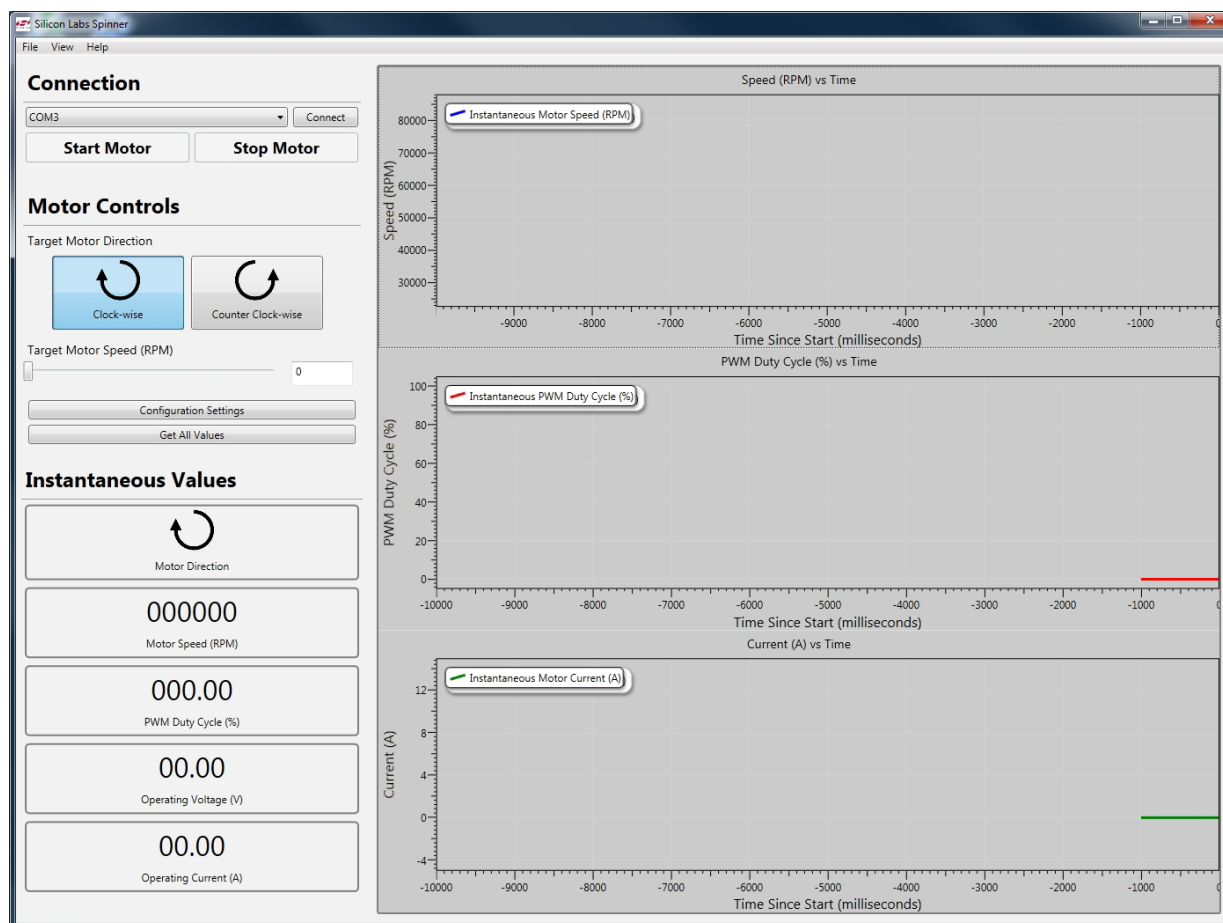 Silicon Labs Spinner
File View Help
Connection
COM3 Connect
Start Motor Stop Motor
Motor Controls
Target Motor Direction
Clock-wise Counter Clock-wise
Target Motor Speed (RPM)
0
Configuration Settings
Get All Values
Instantaneous Values
Motor Direction
000000
Motor Speed (RPM)
000.00
PWM Duty Cycle (%)
00.00
Operating Voltage (V)
00.00
Operating Current (A)
Speed (RPM) vs Time
Instantaneous Motor Speed (RPM)
Speed (RPM)
80000
70000
60000
50000
40000
30000
-9000 -8000 -7000 -6000 -5000 -4000 -3000 -2000 -1000 0
Time Since Start (milliseconds)
PWM Duty Cycle (%) vs Time
Instantaneous PWM Duty Cycle (%)
PWM Duty Cycle (%)
100
80
60
40
20
0
-10000 -9000 -8000 -7000 -6000 -5000 -4000 -3000 -2000 -1000 0
Time Since Start (milliseconds)
Current (A) vs Time
Instantaneous Motor Current (A)
Current (A)
12
8
4
0
-4
-10000 -9000 -8000 -7000 -6000 -5000 -4000 -3000 -2000 -1000 0
Time Since Start (milliseconds)